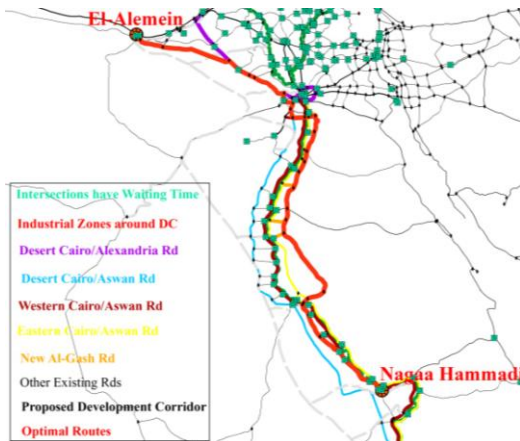 El-Alemein
Intersections have Waiting Time
Industrial Zones around DC
Desert Cairo/Alexandria Rd
Desert Cairo/Aswan Rd
Western Cairo/Aswan Rd
Eastern Cairo/Aswan Rd
New Al-Gash Rd
Other Existing Rds
Proposed Development Corridor
Optimal Routes
Nagaa Hammadi